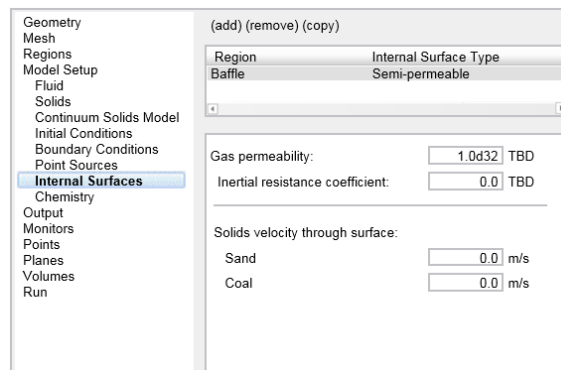 Geometry
Mesh
Regions
Model Setup
Fluid
Solids
Continuum Solids Model
Initial Conditions
Boundary Conditions
Point Sources
Internal Surfaces
Chemistry
Output
Monitors
Points
Planes
Volumes
Run
(add) (remove) (copy)
Region Internal Surface Type
Baffle Semi-permeable
Gas permeability: 1.0d32 TBD
Inertial resistance coefficient: 0.0 TBD
Solids velocity through surface:
Sand 0.0 m/s
Coal 0.0 m/s